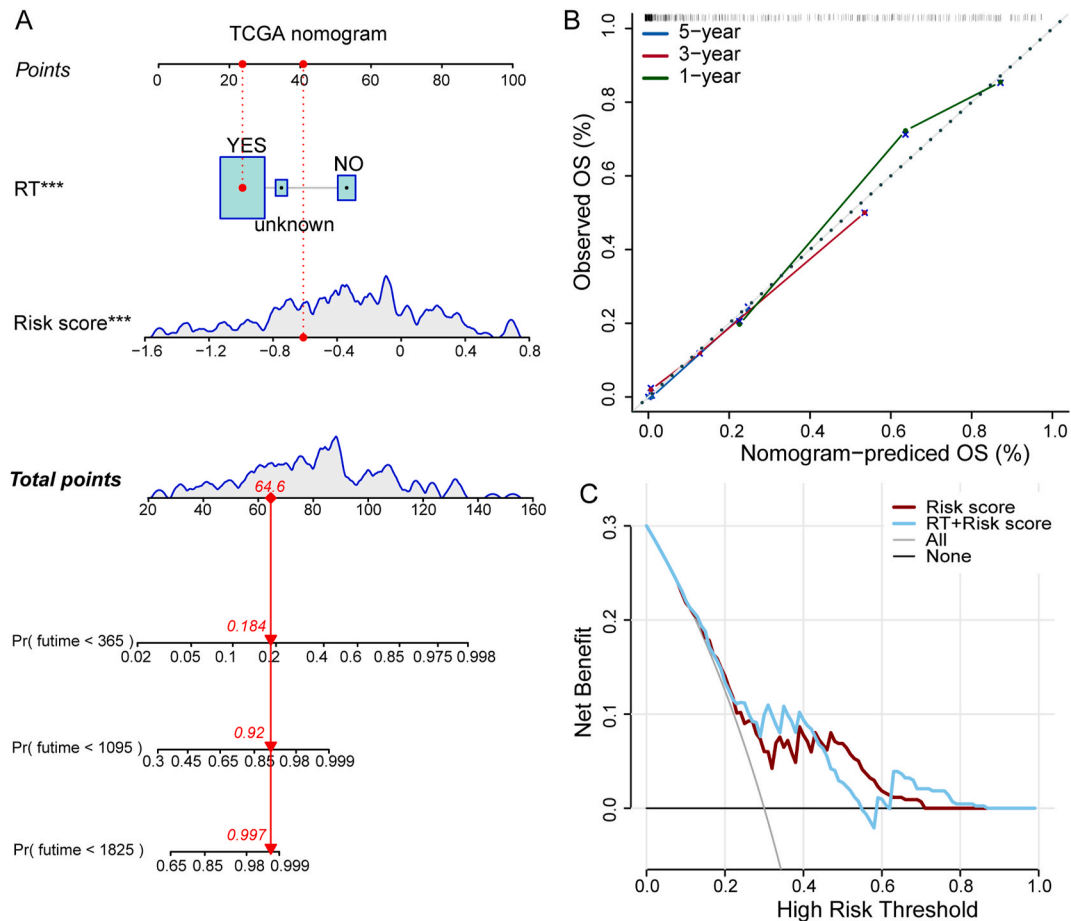 A
TCGA nomogram
Points
0 20 40 60 80 100
YES
NO
RT***
unknown
Risk score***
−1.6 −1.2 −0.8 −0.4 0 0.4 0.8
Total points
64.6
20 40 60 80 100 120 140 160
0.184
Pr( futime < 365 )
0.02 0.05 0.1 0.2 0.4 0.6 0.85 0.975 0.998
0.92
Pr( futime < 1095 )
0.3 0.45 0.65 0.85 0.98 0.999
0.997
Pr( futime < 1825 )
0.65 0.85 0.98 0.999
B
5−year
3−year
1−year
Observed OS (%)
1.0
0.8
0.6
0.4
0.2
0.0
0.0 0.2 0.4 0.6 0.8 1.0
Nomogram−prediced OS (%)
C
Risk score
RT+Risk score
All
None
Net Benefit
0.3
0.2
0.1
0.0
0.0 0.2 0.4 0.6 0.8 1.0
High Risk Threshold